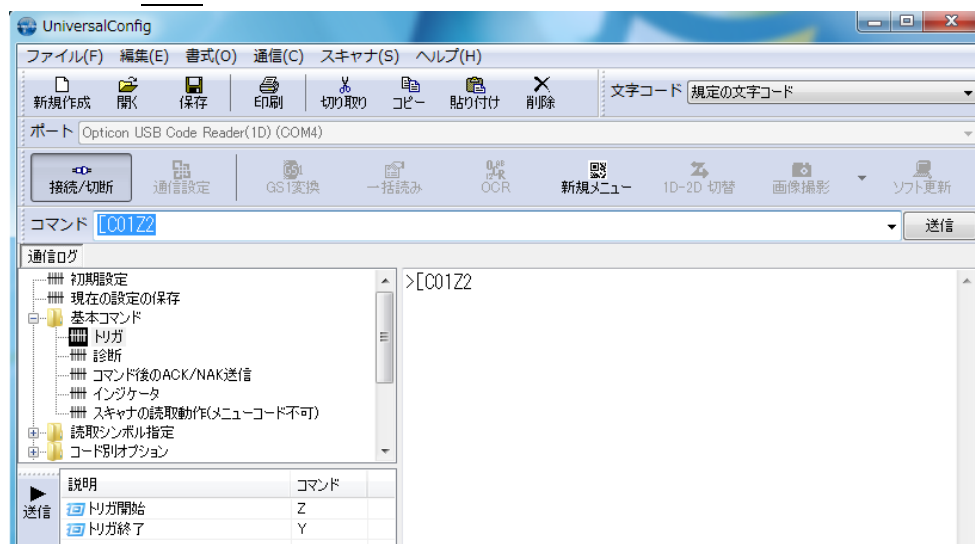 UniversalConfig
ファイル(F) 編集(E) 書式(O) 通信(C) スキャナ(S) ヘルプ(H)
新規作成 開く 保存 印刷 切り取り コピー 貼り付け 削除 文字コード 規定の文字コード
ポート Opticon USB Code Reader(1D) (COM4)
接続/切断 通信設定 GS1変換 一括読み OCR 新規メニュー 1D-2D 切替 画像撮影 ソフト更新
コマンド [C01Z2 送信
通信ログ
初期設定
現在の設定の保存
基本コマンド
トリガ
診断
コマンド後のACK/NAK送信
インジケータ
スキャナの読取動作(メニューコード不可)
読取シンボル指定
コード別オプション
>[C01Z2
送信
説明 コマンド
トリガ開始 Z
トリガ終了 Y